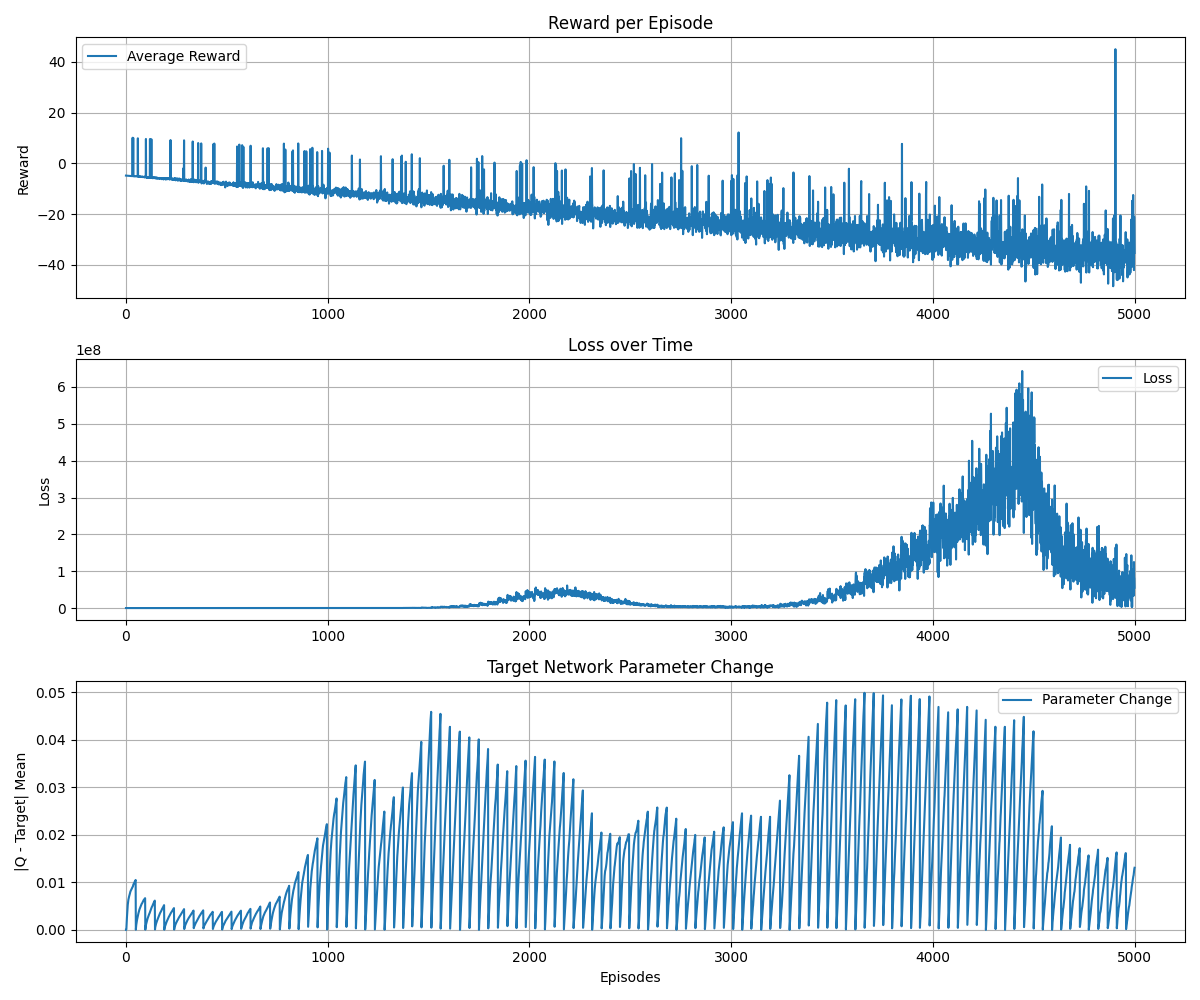 Reward per Episode
Average Reward
Reward
40
20
0
−20
−40
0 1000 2000 3000 4000 5000
Loss over Time
1e8
Loss
Loss
6
5
4
3
2
1
0
0 1000 2000 3000 4000 5000
Target Network Parameter Change
Parameter Change
|Q - Target| Mean
0.05
0.04
0.03
0.02
0.01
0.00
0 1000 2000 3000 4000 5000
Episodes